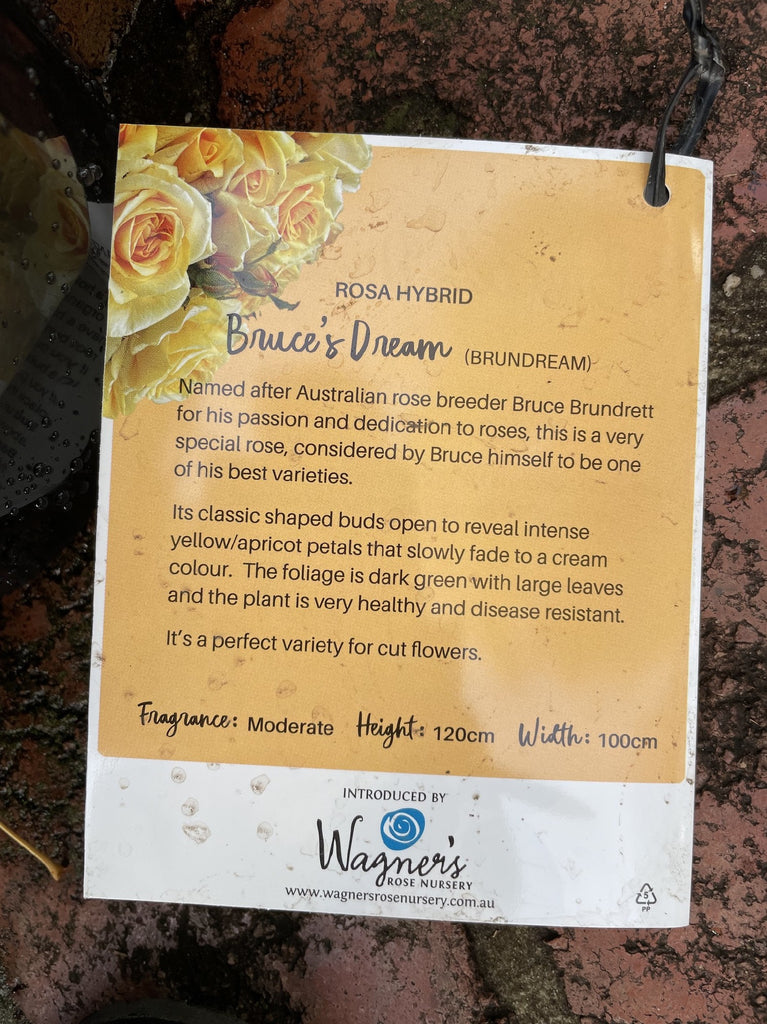 ROSA HYBRID
Bruce's Dream (BRUNDREAM)
Named after Australian rose breeder Bruce Brundrett
for his passion and dedication to roses, this is a very
special rose, considered by Bruce himself to be one
of his best varieties.
Its classic shaped buds open to reveal intense
yellow/apricot petals that slowly fade to a cream
colour. The foliage is dark green with large leaves
and the plant is very healthy and disease resistant.
It's a perfect variety for cut flowers.
Fragrance: Moderate Height: 120cm Width: 100cm
INTRODUCED BY
Wagner's
ROSE NURSERY
www.wagnersrosenursery.com.au
5
PP